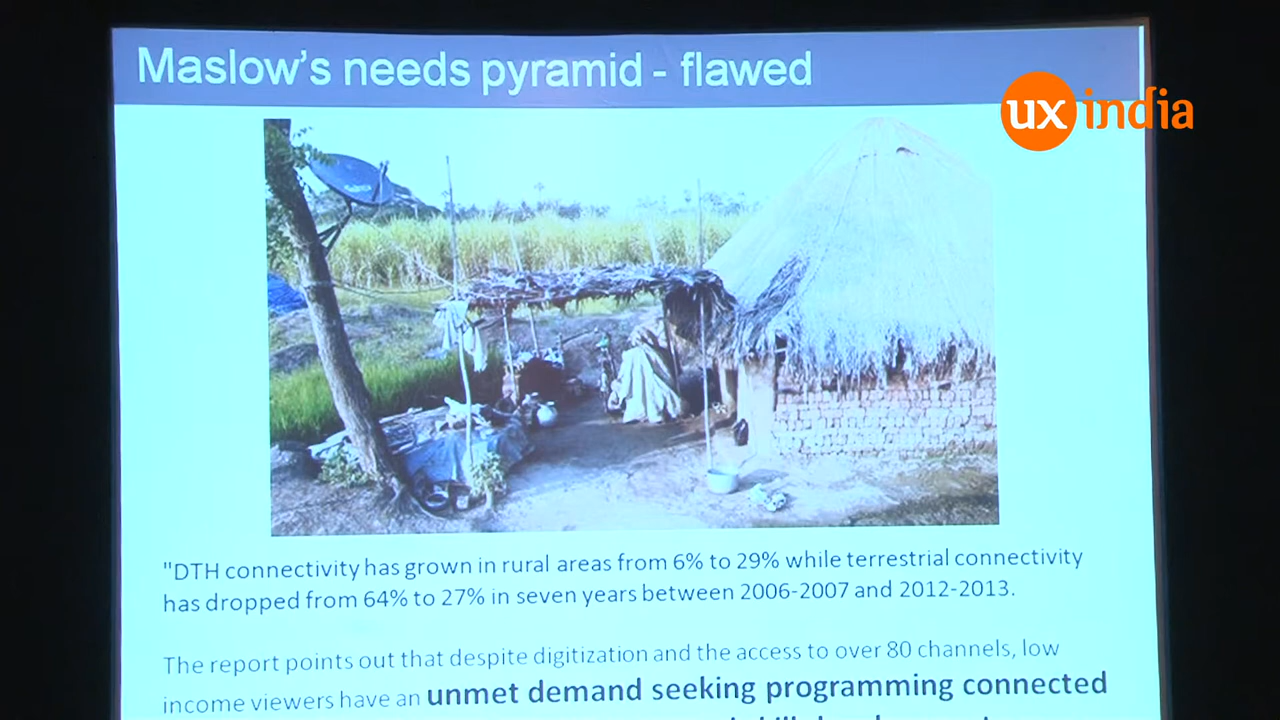 Maslow's needs pyramid - flawed
ux india
"DTH connectivity has grown in rural areas from 6% to 29% while terrestrial connectivity
has dropped from 64% to 27% in seven years between 2006-2007 and 2012-2013.
The report points out that despite digitization and the access to over 80 channels, low
income viewers have an unmet demand seeking programming connected